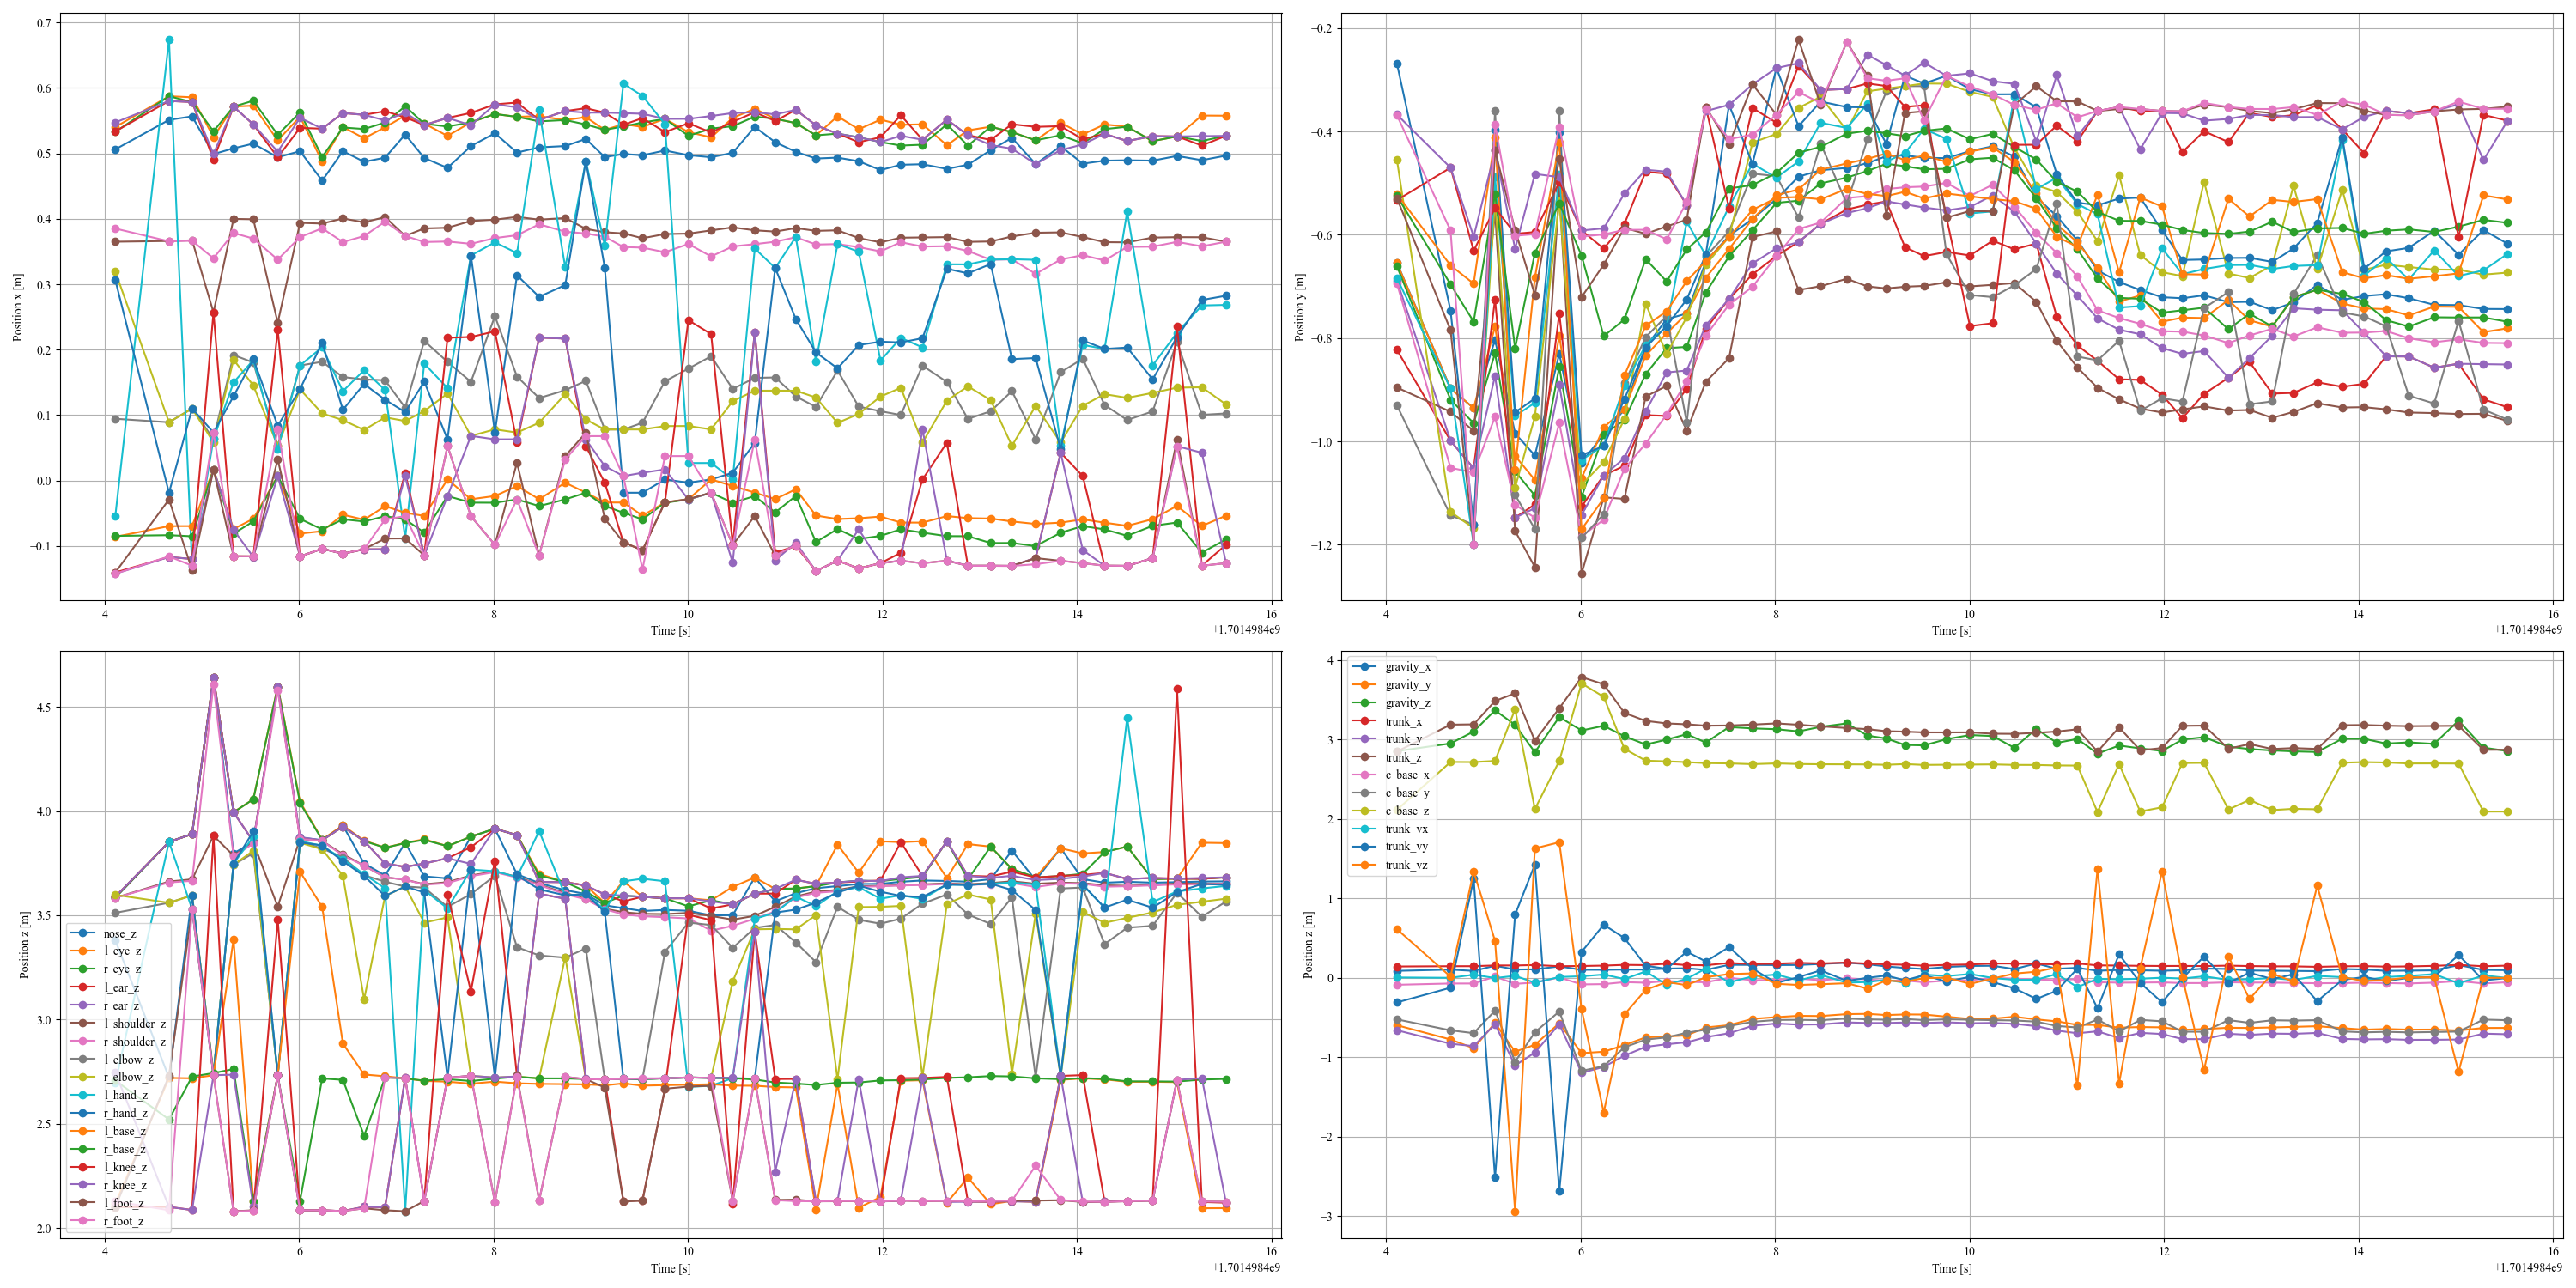 0.7
0.6
0.5
0.4
0.3
0.2
0.1
0.0
−0.1
Position x [m]
4 6 8 10 12 14 16
Time [s]
+1.7014984e9
−0.2
−0.4
−0.6
−0.8
−1.0
−1.2
Position y [m]
4 6 8 10 12 14 16
Time [s]
+1.7014984e9
4.5
4.0
3.5
3.0
2.5
2.0
Position z [m]
nose_z
l_eye_z
r_eye_z
l_ear_z
r_ear_z
l_shoulder_z
r_shoulder_z
l_elbow_z
r_elbow_z
l_hand_z
r_hand_z
l_base_z
r_base_z
l_knee_z
r_knee_z
l_foot_z
r_foot_z
4 6 8 10 12 14 16
Time [s]
+1.7014984e9
4
3
2
1
0
−1
−2
−3
Position z [m]
gravity_x
gravity_y
gravity_z
trunk_x
trunk_y
trunk_z
c_base_x
c_base_y
c_base_z
trunk_vx
trunk_vy
trunk_vz
4 6 8 10 12 14 16
Time [s]
+1.7014984e9